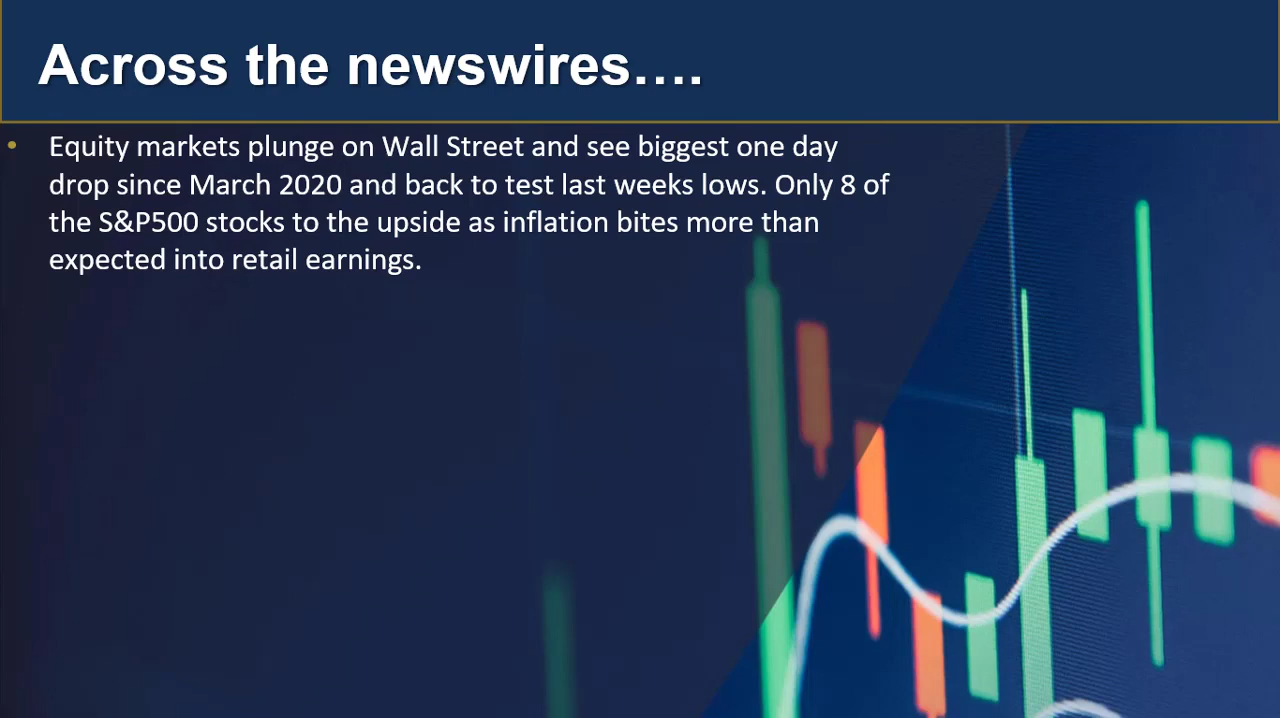 Across the newswires….
• Equity markets plunge on Wall Street and see biggest one day
drop since March 2020 and back to test last weeks lows. Only 8 of
the S&P500 stocks to the upside as inflation bites more than
expected into retail earnings.